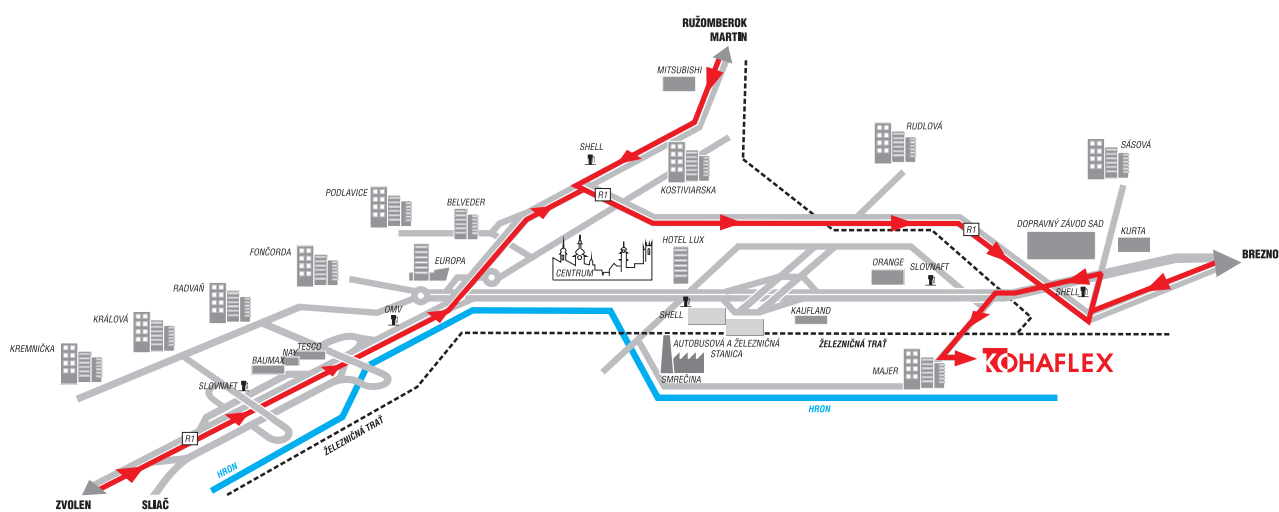 RUŽOMBEROK
MARTIN
MITSUBISHI
RUDLOVÁ
SHELL
SÁSOVÁ
KOSTIVIARSKA
PODLAVICE
BELVEDER
R1
R1
DOPRAVNÝ ZÁVOD SAD
KURTA
HOTEL LUX
FONČORDA
EUROPA
CENTRUM
ORANGE
SLOVNAFT
BREZNO
RADVAŇ
SHELL
OMV
SHELL
KAUFLAND
KRÁLOVÁ
KREMNIČKA
TESCO
NAY
BAUMAX
AUTOBUSOVÁ A ŽELEZNIČNÁ
STANICA
ŽELEZNIČNÁ TRAŤ
KOHAFLEX
MAJER
SMREČINA
SLOVNAFT
HRON
R1
ŽELEZNIČNÁ TRAŤ
HRON
ZVOLEN
SLIAČ